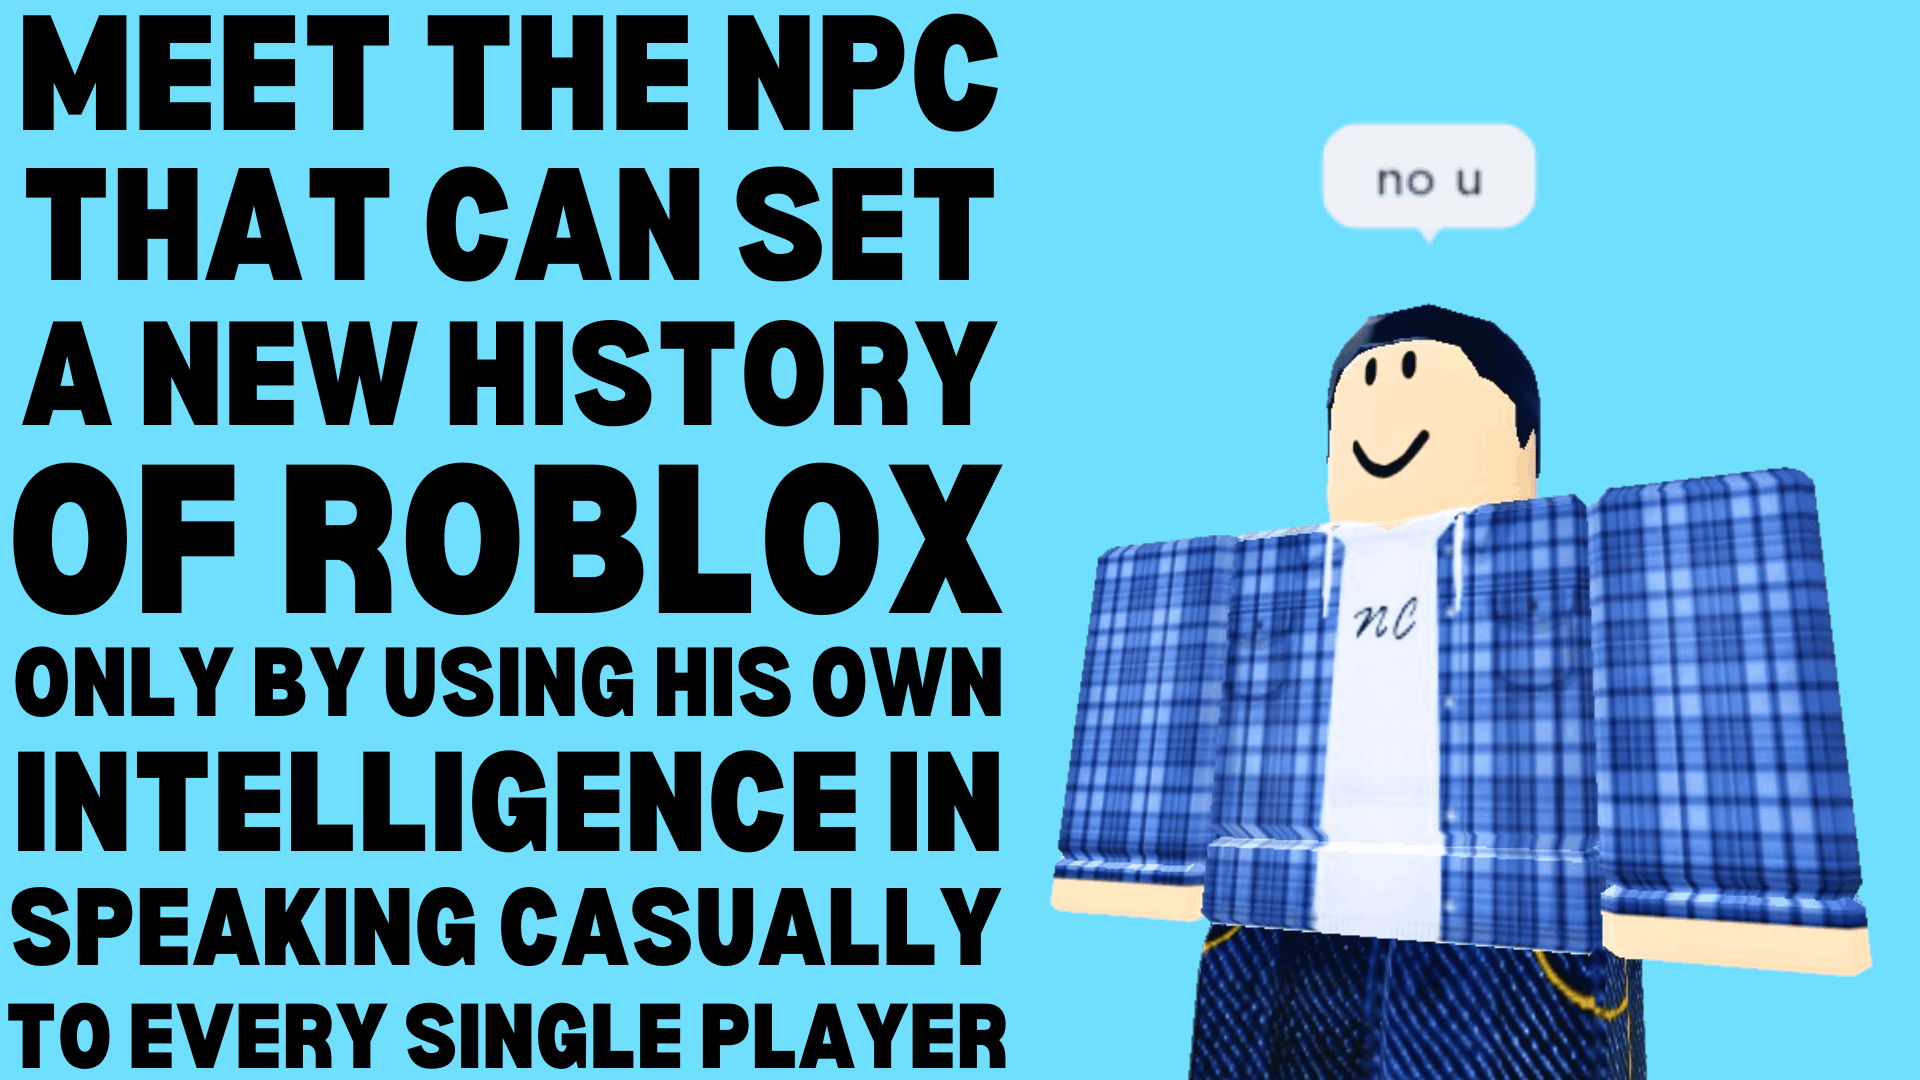 MEET THE NPC
THAT CAN SET
A NEW HISTORY
OF ROBLOX
ONLY BY USING HIS OWN
INTELLIGENCE IN
SPEAKING CASUALLY
TO EVERY SINGLE PLAYER
no u
nC